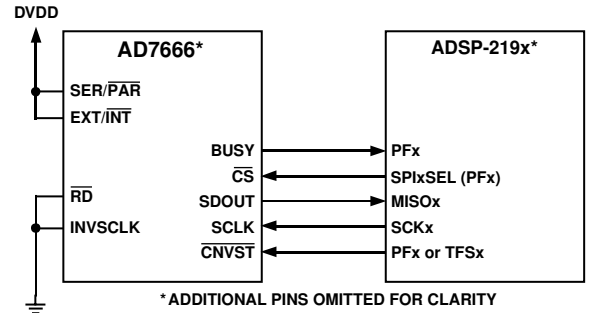 DVDD
AD7666*
ADSP-219x*
SER/PAR
EXT/INT
BUSY
PFx
CS
SPIxSEL (PFx)
RD
SDOUT
MISOx
INVSCLK
SCLK
SCKx
CNVST
PFx or TFSx
*ADDITIONAL PINS OMITTED FOR CLARITY